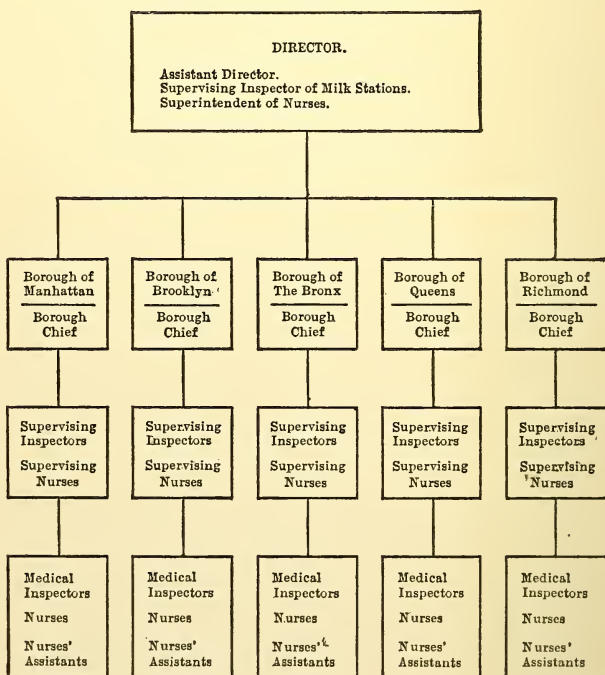 DIRECTOR.
Assistant Director.
Supervising Inspector of Milk Stations.
Superintendent of Nurses.
Borough of
Manhattan
Borough
Chief
Borough of
Brooklyn
Borough
Chief
Borough of
The Bronx
Borough
Chief
Borough of
Queens
Borough
Chief
Borough of
Richmond
Borough
Chief
Supervising
Inspectors
Supervising
Nurses
Supervising
Inspectors
Supervising
Nurses
Supervising
Inspectors
Supervising
Nurses
Supervising
Inspectors
Supervising
Nurses
Supervising
Inspectors
Supervising
Nurses
Medical
Inspectors
Nurses
Nurses'
Assistants
Medical
Inspectors
Nurses
Nurses'
Assistants
Medical
Inspectors
Nurses
Nurses'
Assistants
Medical
Inspectors
Nurses
Nurses'
Assistants
Medical
Inspectors
Nurses
Nurses'
Assistants